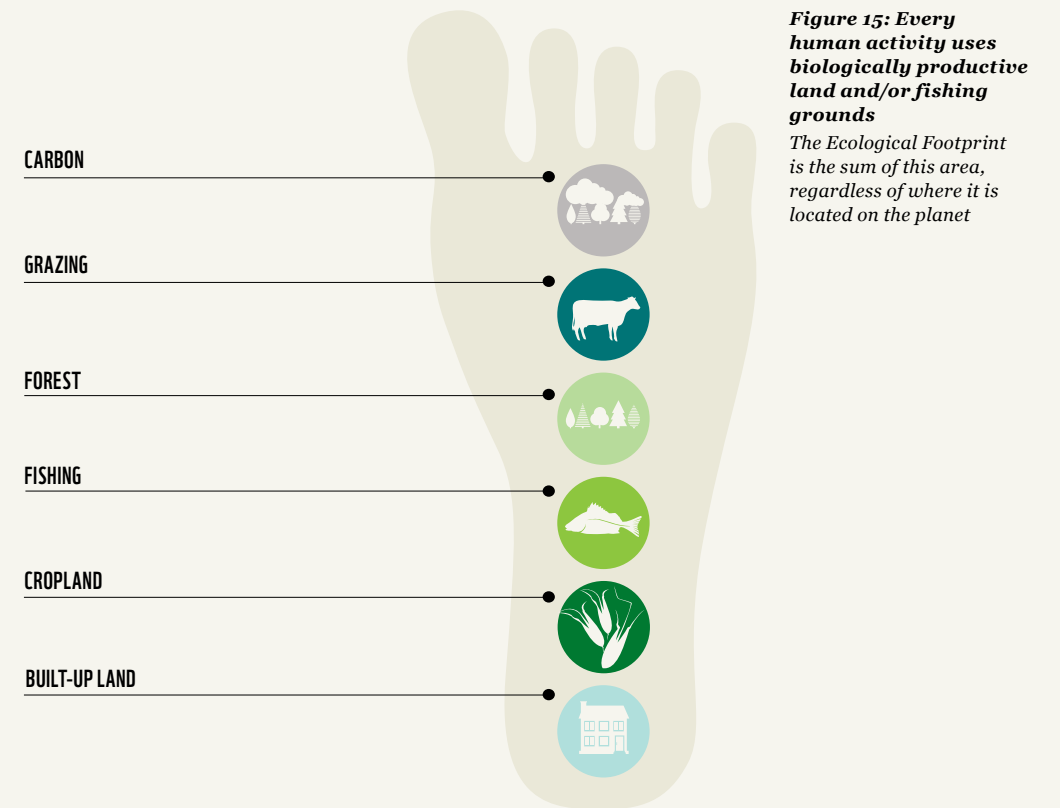 Figure 15: Every
human activity uses
biologically productive
land and/or fishing
grounds
The Ecological Footprint
is the sum of this area,
regardless of where it is
located on the planet
CARBON
GRAZING
FOREST
FISHING
CROPLAND
BUILT-UP LAND